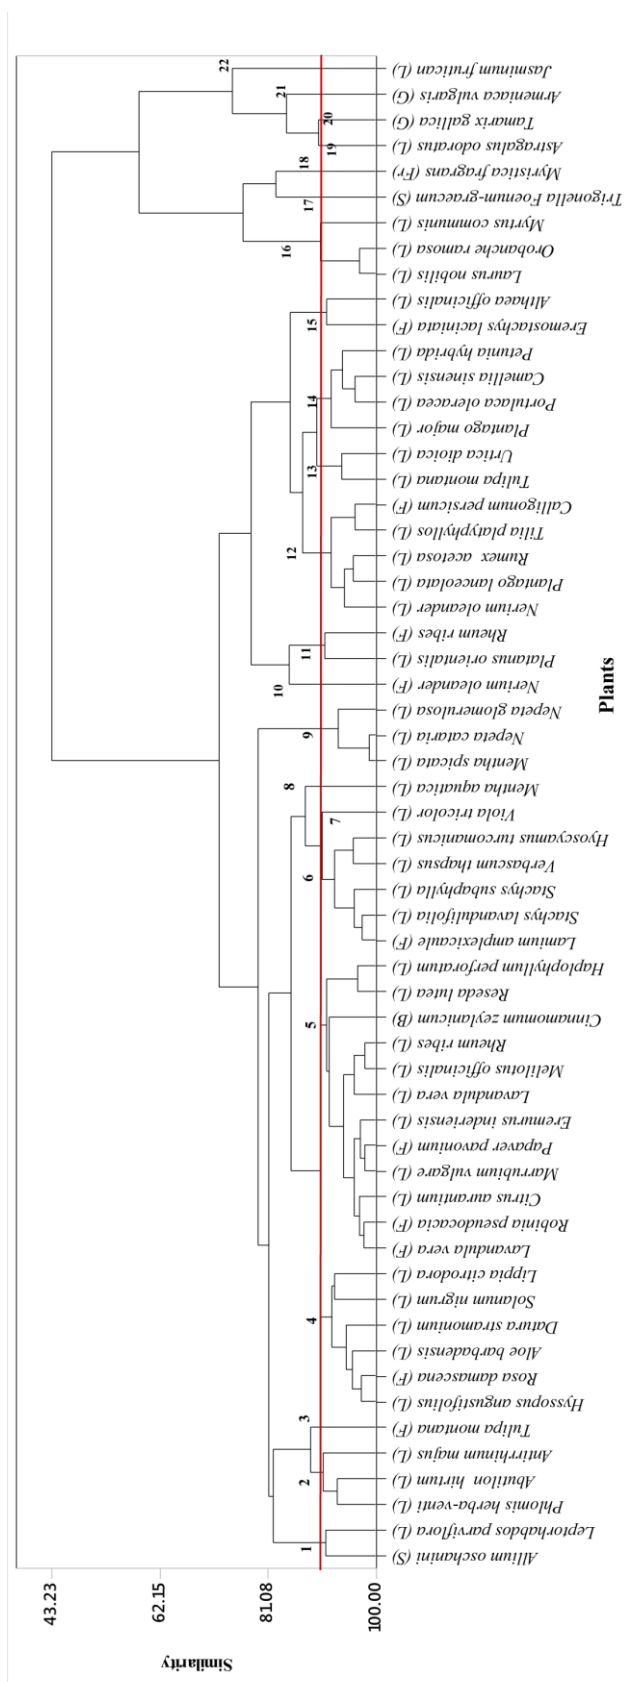 Similarity
43.23
62.15
81.08
100.00
1
2
3
4
5
6
7
8
9
10
11
12
13
14
15
16
17
18
19
20
21
22
Allium oschanini (S)
Leptorhabdos parviflora (L)
Phlomis herba-venti (L)
Abutilon hirtum (L)
Antirrhinum majus (L)
Tulipa montana (F)
Hyssopus angustifolius (L)
Rosa damascena (F)
Aloe barbadensis (L)
Datura stramonium (L)
Solanum nigrum (L)
Lippia citrodora (L)
Lavandula vera (F)
Robinia pseudocacacia (F)
Citrus aurantium (L)
Marrubium vulgare (L)
Papaver pavonium (F)
Eremurus inderiensis (L)
Lavandula vera (L)
Melilotus officinalis (L)
Rheum ribes (L)
Cinnamomum zeylanicum (B)
Reseda lutea (L)
Haplophyllum perforatum (L)
Lamium amplexicaule (F)
Stachys lavandulifolia (L)
Stachys subaphylla (L)
Verbascum thapsus (L)
Hyoscyamus turcomanicus (L)
Viola tricolor (L)
Mentha aquatica (L)
Mentha spicata (L)
Nepeta cataria (L)
Nepeta glomerulosa (L)
Nerium oleander (F)
Platanus orientalis (L)
Rheum ribes (F)
Nerium oleander (L)
Plantago lanceolata (L)
Rumex acetosa (L)
Tilia platyphyllos (L)
Calligonum persicum (F)
Tulipa montana (L)
Urtica dioica (L)
Plantago major (L)
Portulaca oleracea (L)
Camellia sinensis (L)
Petunia hybrida (L)
Eremostachys laciniata (F)
Althaea officinalis (L)
Laurus nobilis (L)
Orobanche ramosa (L)
Myrtus communis (L)
Trigonella Foenum-graecum (S)
Myristica fragrans (Fr)
Astragalus odoratus (L)
Tamarix gallica (G)
Armeniaca vulgaris (G)
Jasminum frutican (L)
Plants